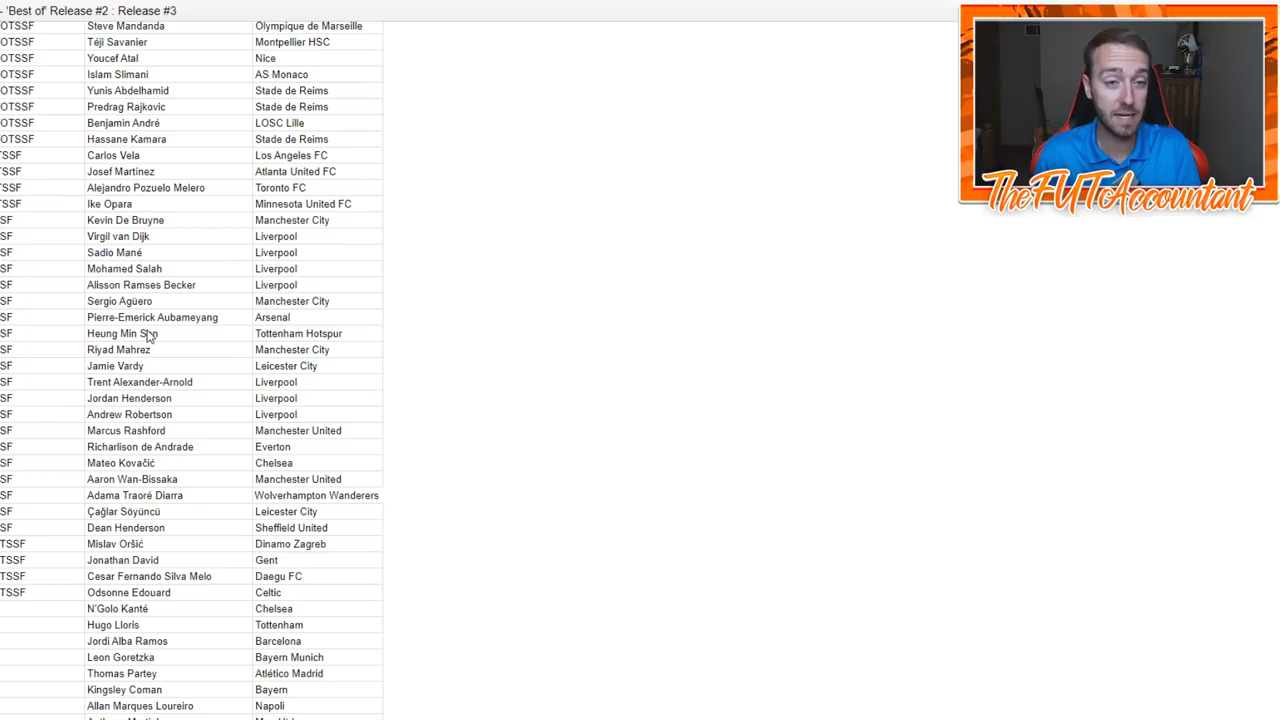 - 'Best of' Release #2 : Release #3
OTSSF Steve Mandanda Olympique de Marseille
OTSSF Téji Savanier Montpellier HSC
OTSSF Youcef Atal Nice
OTSSF Islam Slimani AS Monaco
OTSSF Yunis Abdelhamid Stade de Reims
OTSSF Predrag Rajkovic Stade de Reims
OTSSF Benjamin André LOSC Lille
OTSSF Hassane Kamara Stade de Reims
TSSF Carlos Vela Los Angeles FC
TSSF Josef Martínez Atlanta United FC
TSSF Alejandro Pozuelo Melero Toronto FC
TSSF Ike Opara Minnesota United FC
SF Kevin De Bruyne Manchester City
SF Virgil van Dijk Liverpool
SF Sadio Mané Liverpool
SF Mohamed Salah Liverpool
SF Alisson Ramses Becker Liverpool
SF Sergio Agüero Manchester City
SF Pierre-Emerick Aubameyang Arsenal
SF Heung Min Son Tottenham Hotspur
SF Riyad Mahrez Manchester City
SF Jamie Vardy Leicester City
SF Trent Alexander-Arnold Liverpool
SF Jordan Henderson Liverpool
SF Andrew Robertson Liverpool
SF Marcus Rashford Manchester United
SF Richarlison de Andrade Everton
SF Mateo Kovačić Chelsea
SF Aaron Wan-Bissaka Manchester United
SF Adama Traoré Diarra Wolverhampton Wanderers
SF Çağlar Söyüncü Leicester City
SF Dean Henderson Sheffield United
TSSF Mislav Oršić Dinamo Zagreb
TSSF Jonathan David Gent
TSSF Cesar Fernando Silva Melo Daegu FC
TSSF Odsonne Edouard Celtic
N'Golo Kanté Chelsea
Hugo Lloris Tottenham
Jordi Alba Ramos Barcelona
Leon Goretzka Bayern Munich
Thomas Partey Atlético Madrid
Kingsley Coman Bayern
Allan Marques Loureiro Napoli
TheFUTAccountant